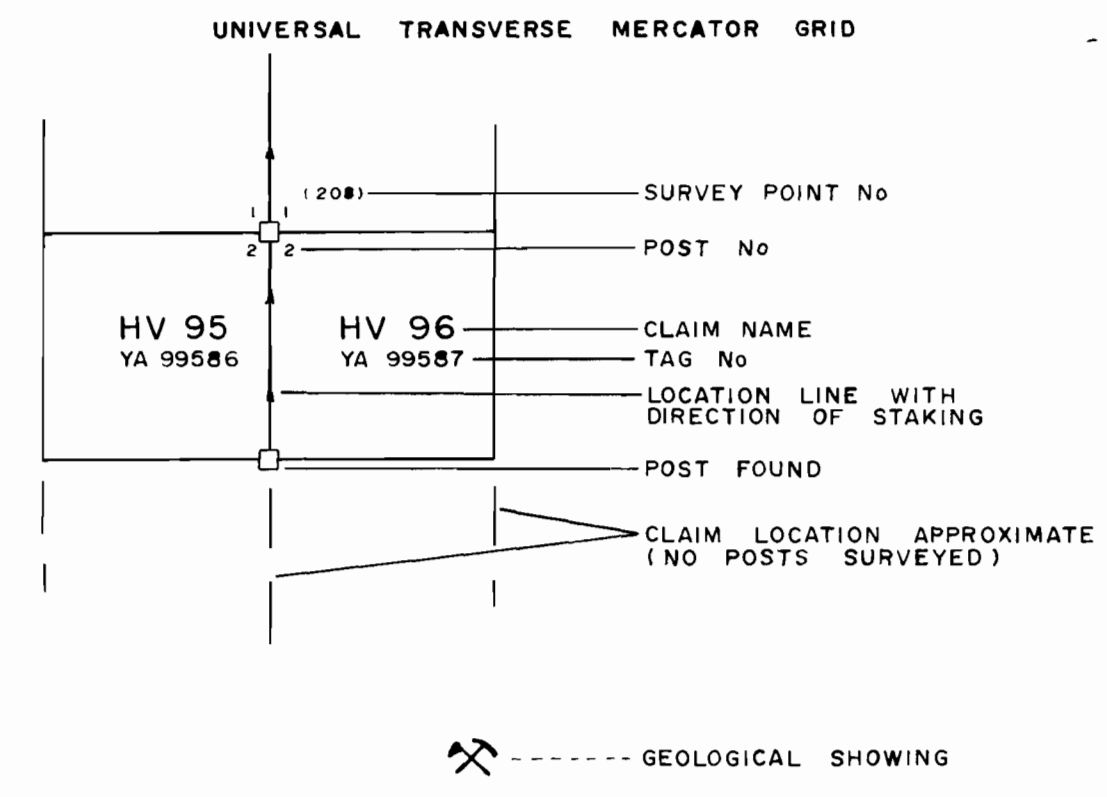 UNIVERSAL TRANSVERSE MERCATOR GRID
(208) SURVEY POINT No
1 1
2 2 POST No
HV 95 HV 96 CLAIM NAME
YA 99586 YA 99587 TAG No
LOCATION LINE WITH
DIRECTION OF STAKING
POST FOUND
CLAIM LOCATION APPROXIMATE
(NO POSTS SURVEYED)
GEOLOGICAL SHOWING